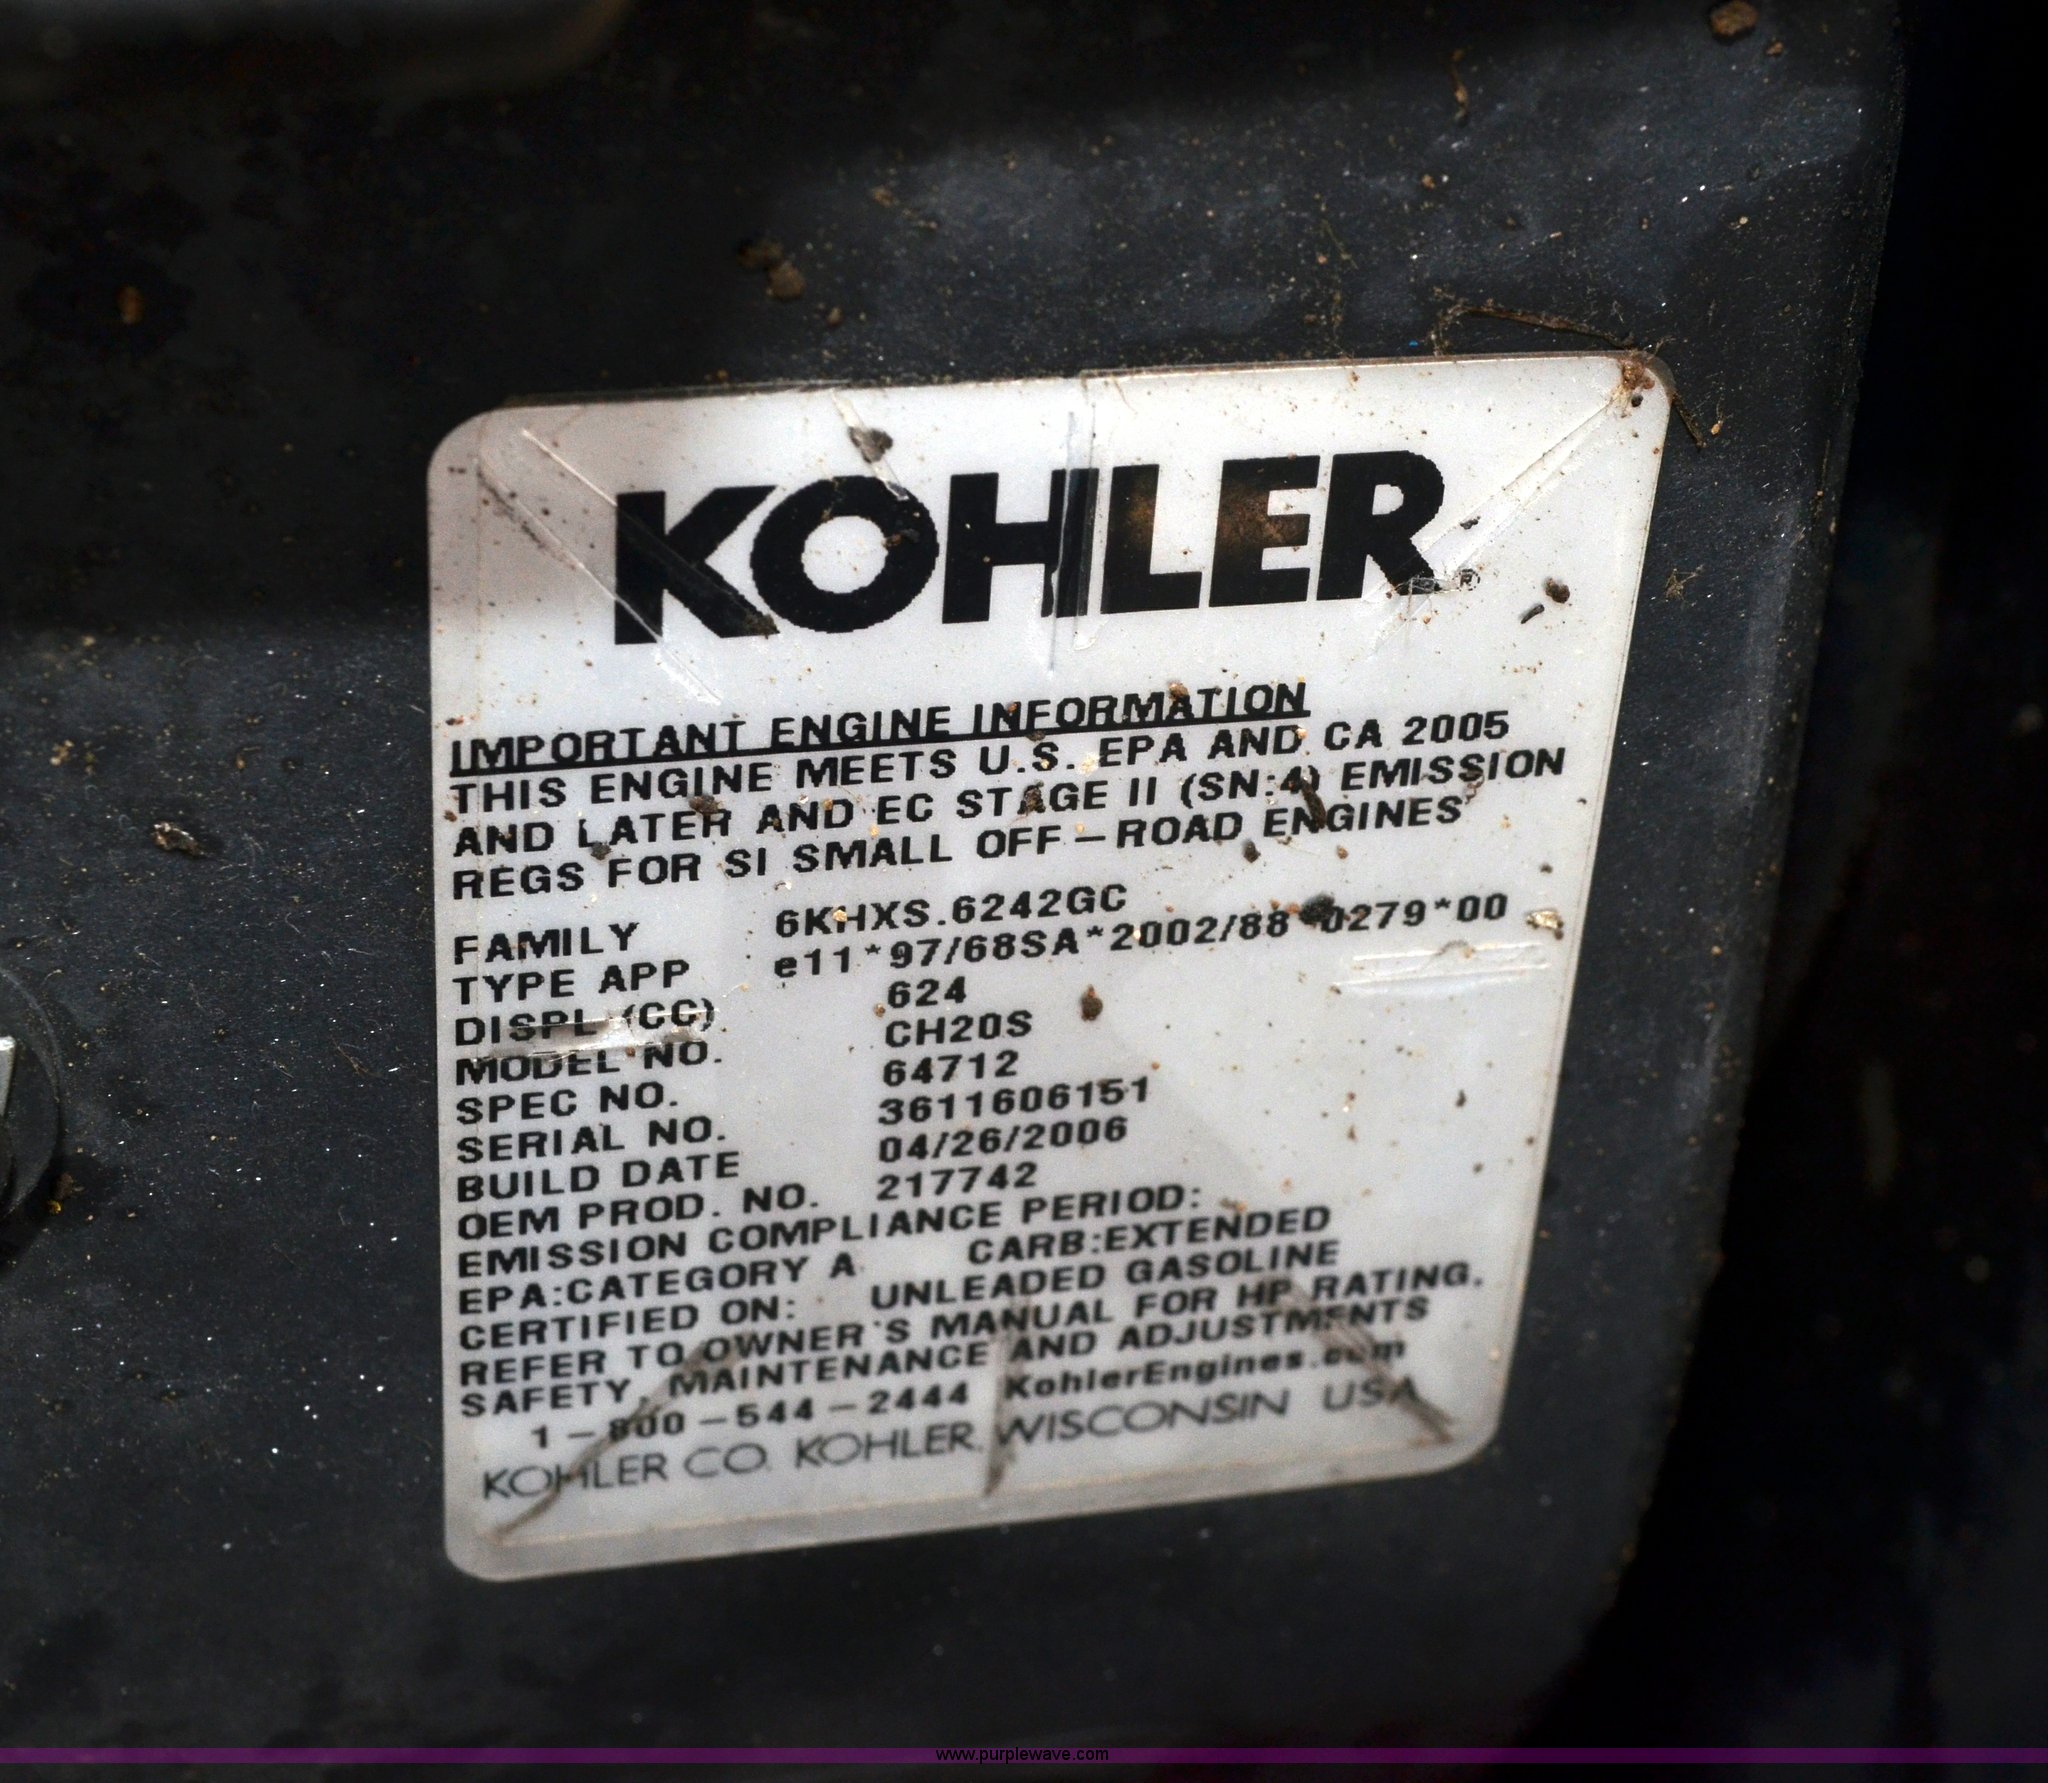 KOHLER®
IMPORTANT ENGINE INFORMATION
THIS ENGINE MEETS U.S. EPA AND CA 2005
AND LATER AND EC STAGE II (SN:4) EMISSION
REGS FOR SI SMALL OFF-ROAD ENGINES
FAMILY 6KHXS.6242GC
TYPE APP e11*97/68SA*2002/88*0279*00
DISPL (CC) 624
MODEL NO. CH20S
SPEC NO. 64712
SERIAL NO. 3611606151
BUILD DATE 04/26/2006
OEM PROD. NO. 217742
EMISSION COMPLIANCE PERIOD:
EPA:CATEGORY A CARB:EXTENDED
CERTIFIED ON: UNLEADED GASOLINE
REFER TO OWNER'S MANUAL FOR HP RATING,
SAFETY, MAINTENANCE AND ADJUSTMENTS
1-800-544-2444 KohlerEngines.com
KOHLER CO. KOHLER, WISCONSIN USA
www.purplewave.com